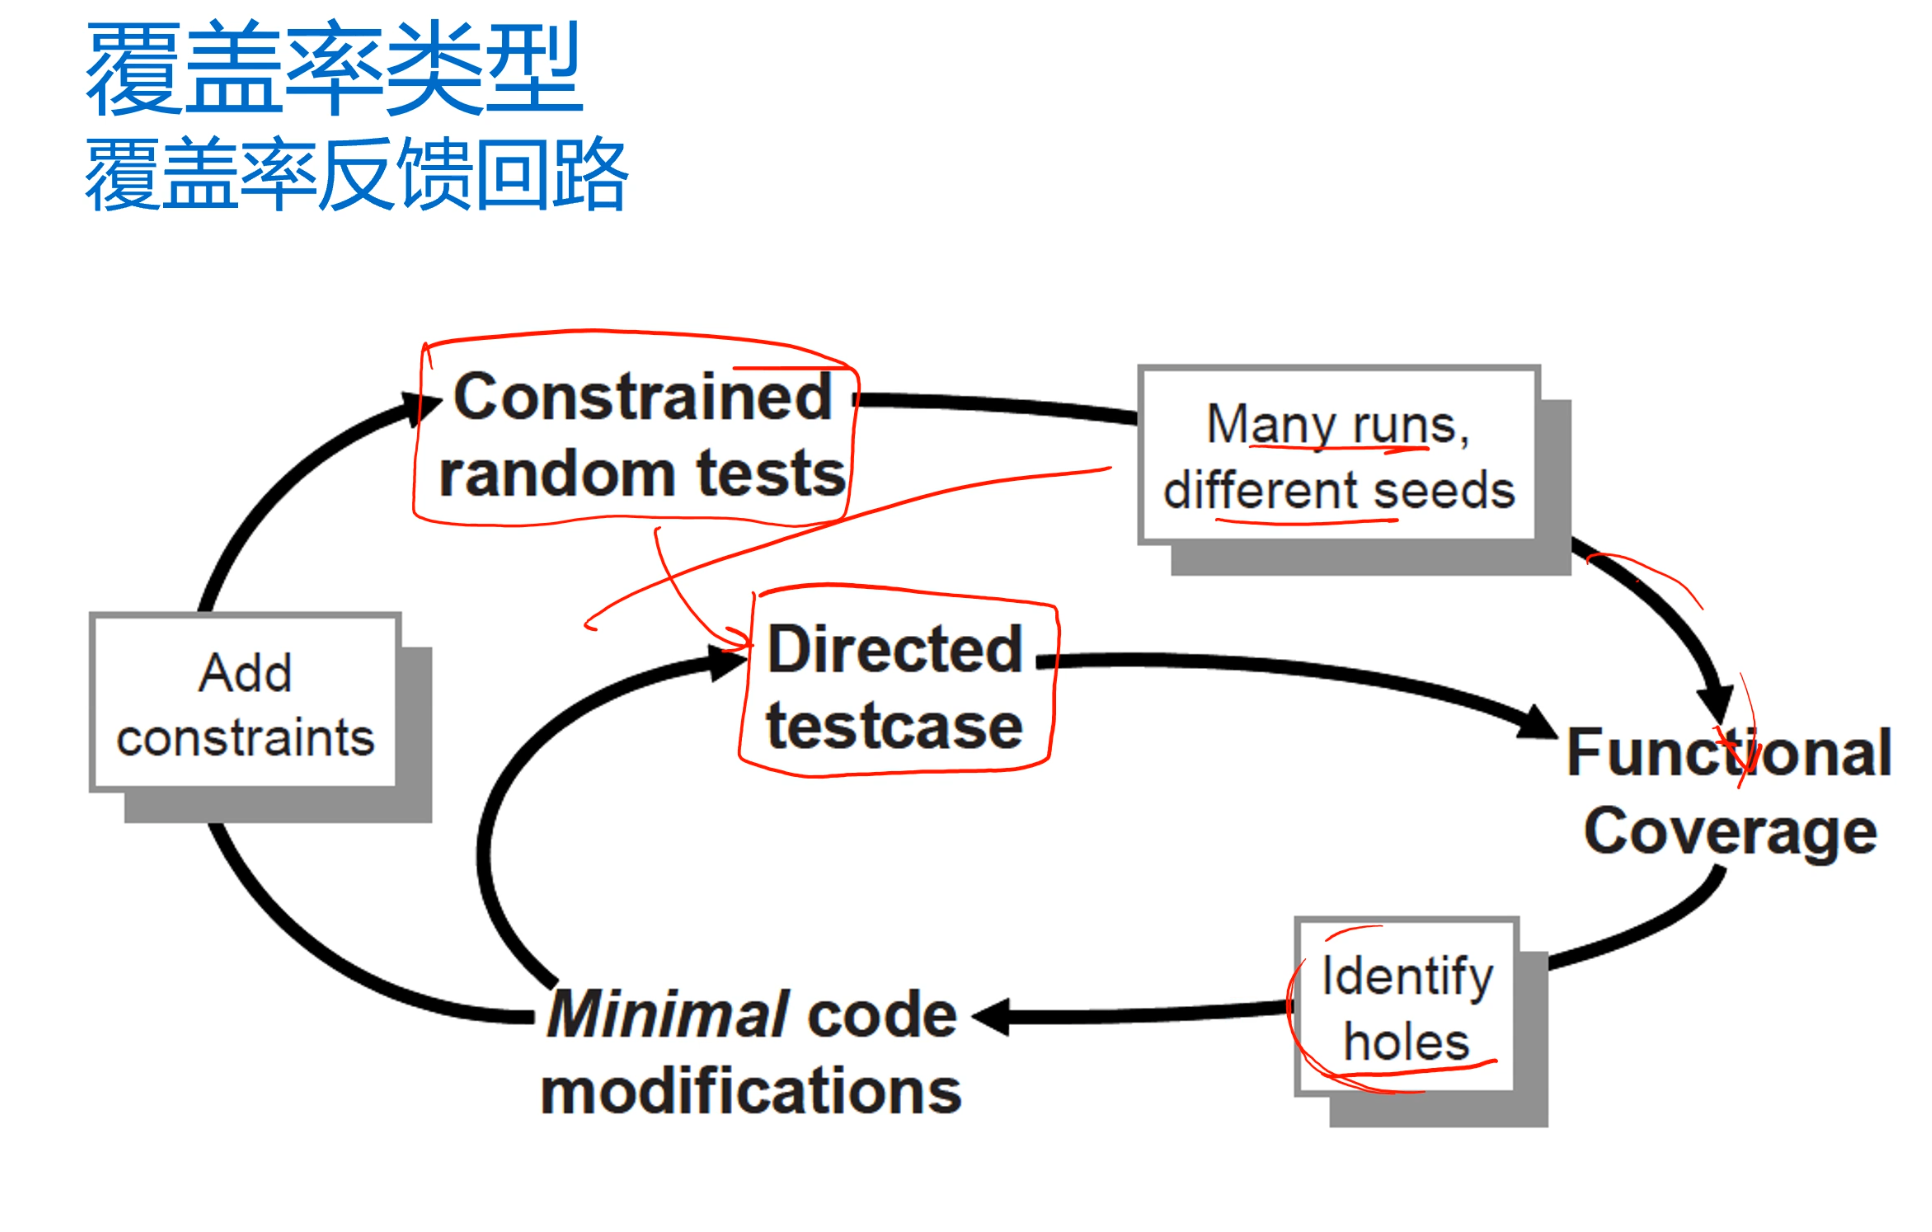 覆盖率类型
覆盖率反馈回路
Constrained
random tests
Many runs,
different seeds
Add
constraints
Directed
testcase
Functional
Coverage
Identify
holes
Minimal code
modifications